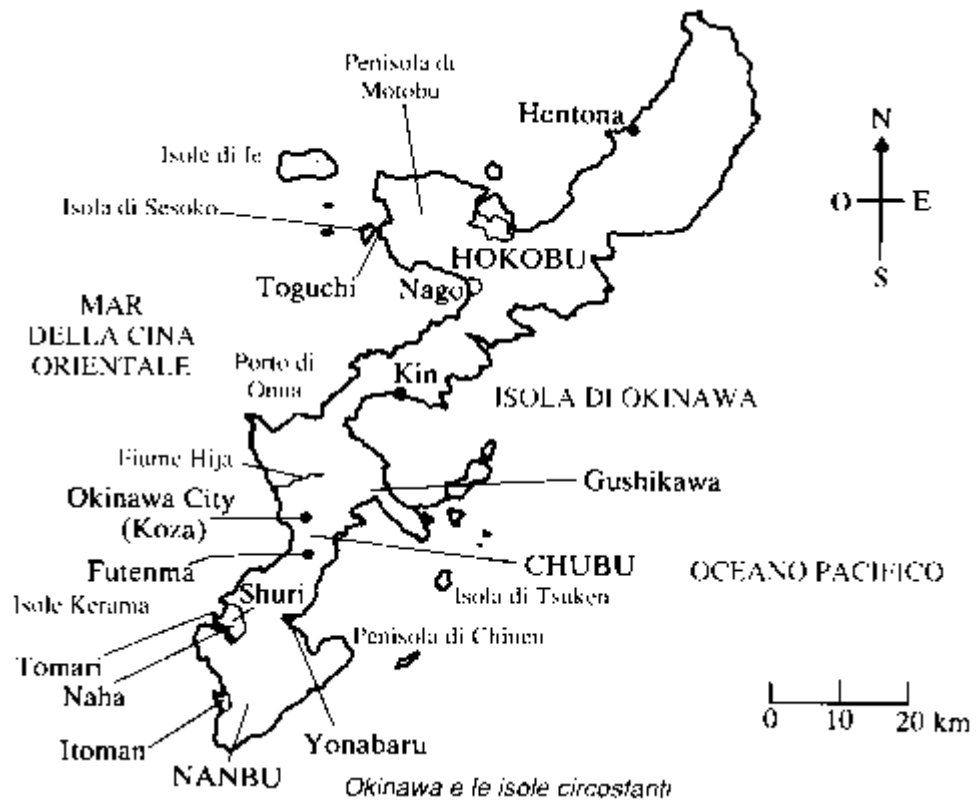 Penisola di
Motobu
Hentona
N
Isole di Ie
O
E
Isola di Sesoko
S
HOKOBU
Toguchi
Nago
MAR
DELLA CINA
ORIENTALE
Porto di
Onna
Kin
ISOLA DI OKINAWA
Fiume Hija
Gushikawa
Okinawa City
(Koza)
CHUBU
Futenma
OCEANO PACIFICO
Isole Kerama
Shuri
Isola di Tsuken
Penisola di Chinen
Tomari
Naha
0 10 20 km
Itoman
Yonabaru
NANBU
Okinawa e le isole circostanti